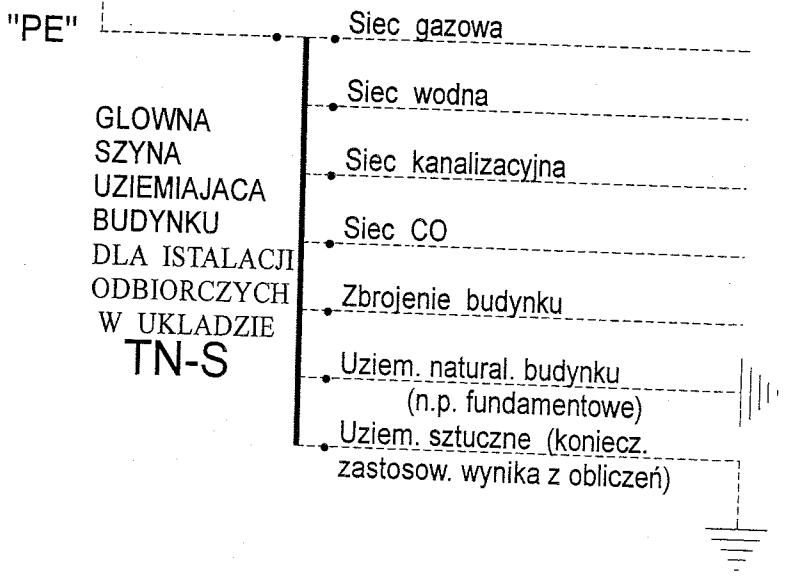 "PE"
Siec gazowa
Siec wodna
GLOWNA
SZYNA
UZIEMIAJACA
BUDYNKU
DLA ISTALACJI
ODBIORCZYCH
W UKLADZIE
TN-S
Siec kanalizacyjna
Siec CO
Zbrojenie budynku
Uziem. natural. budynku
(n.p. fundamentowe)
Uziem. sztuczne (koniecz.
zastosow. wynika z obliczeń)